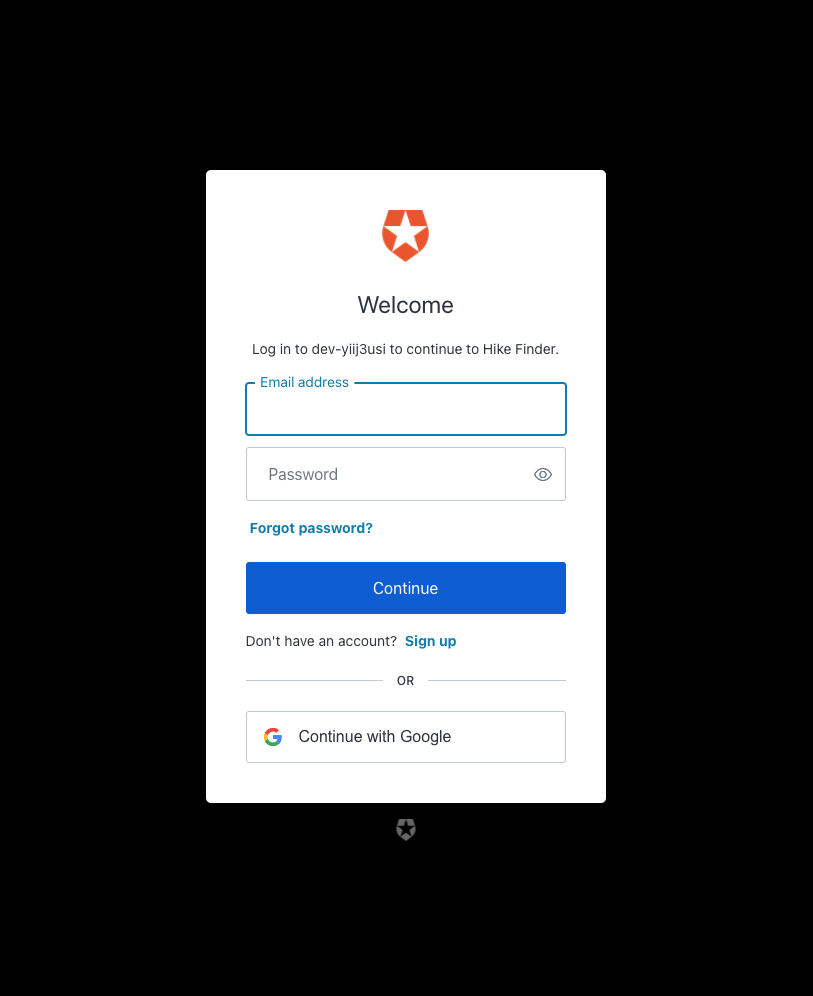 Welcome
Log in to dev-yiij3usi to continue to Hike Finder.
Email address
Password
Forgot password?
Continue
Don't have an account? Sign up
OR
Continue with Google